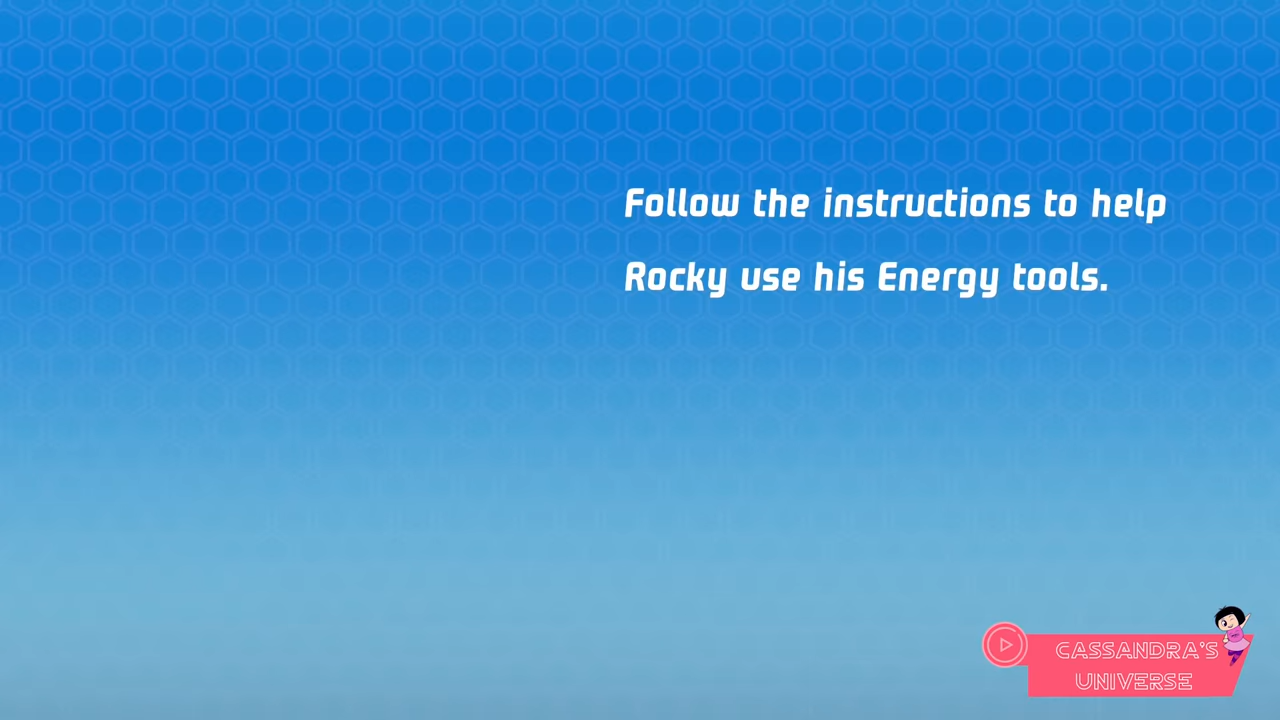 Follow the instructions to help
Rocky use his Energy tools.
CASSANDRA'S
UNIVERSE